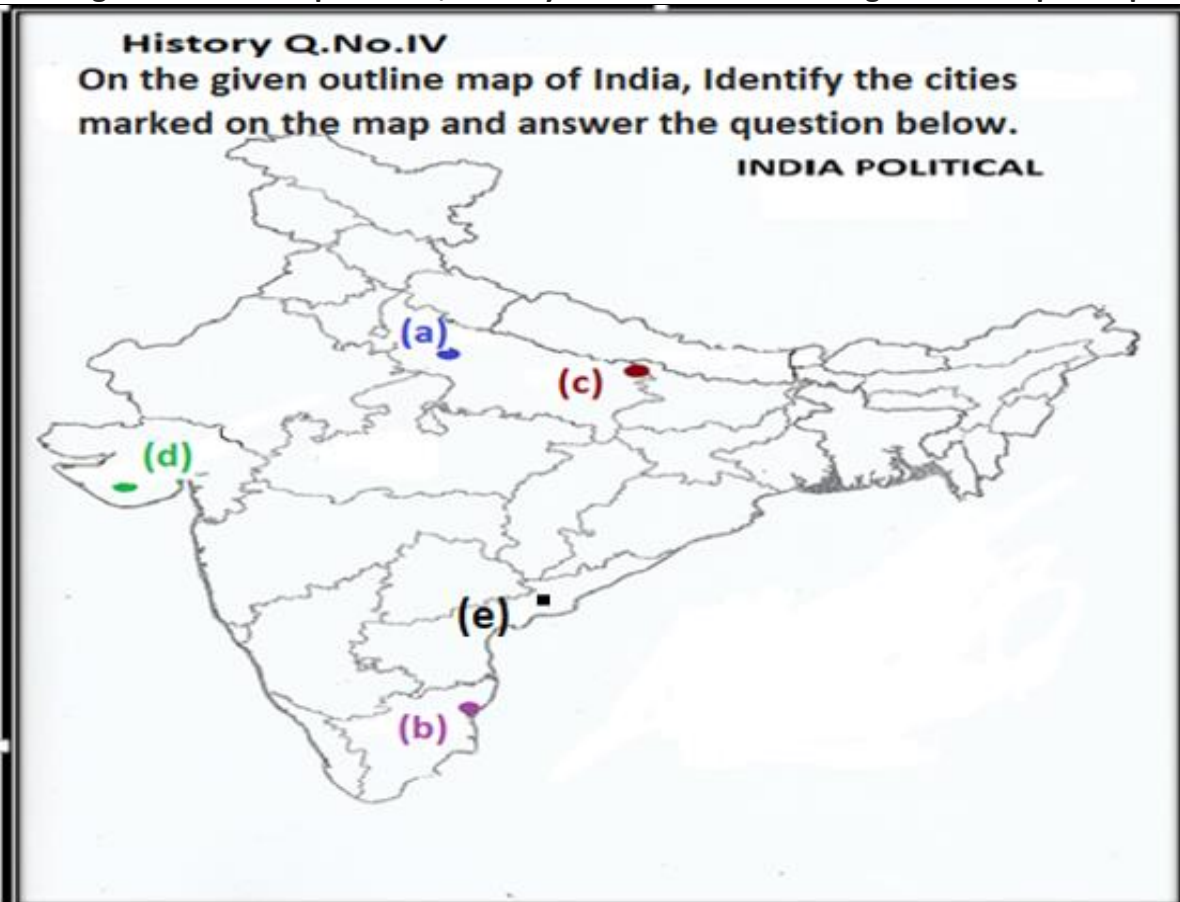 History Q.No.IV
On the given outline map of India, Identify the cities
marked on the map and answer the question below.
INDIA POLITICAL
(a)
(c)
(d)
(e)
(b)